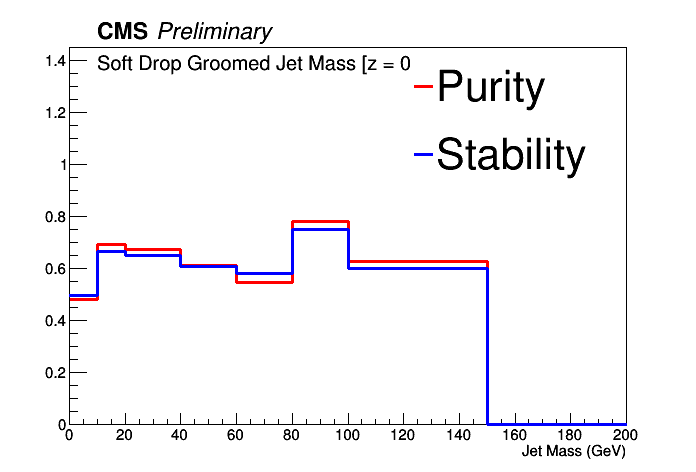 CMS Preliminary
Soft Drop Groomed Jet Mass [z = 0
Purity
Stability
1.4
1.2
1
0.8
0.6
0.4
0.2
0
0 20 40 60 80 100 120 140 160 180 200
Jet Mass (GeV)